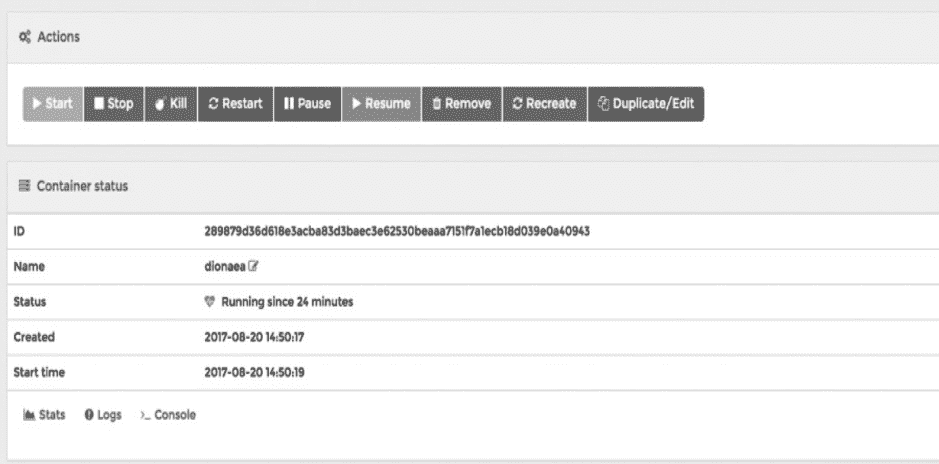 Actions
Start Stop Kill Restart Pause Resume Remove Recreate Duplicate/Edit
Container status
ID 289879d36d618e3acba83d3baec3e62530beaaa7151f7a1ecb18d039e0a40943
Name dionaea
Status Running since 24 minutes
Created 2017-08-20 14:50:17
Start time 2017-08-20 14:50:19
Stats Logs >_ Console